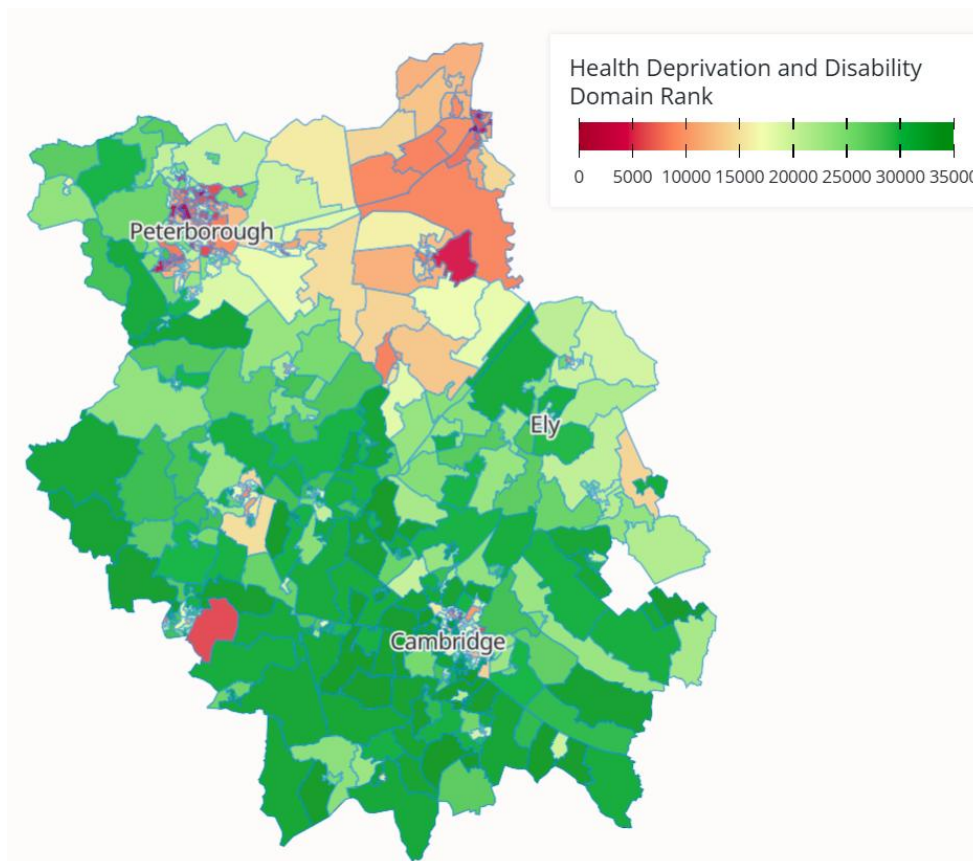 Health Deprivation and Disability
Domain Rank
0 5000 10000 15000 20000 25000 30000 35000
Peterborough
Ely
Cambridge